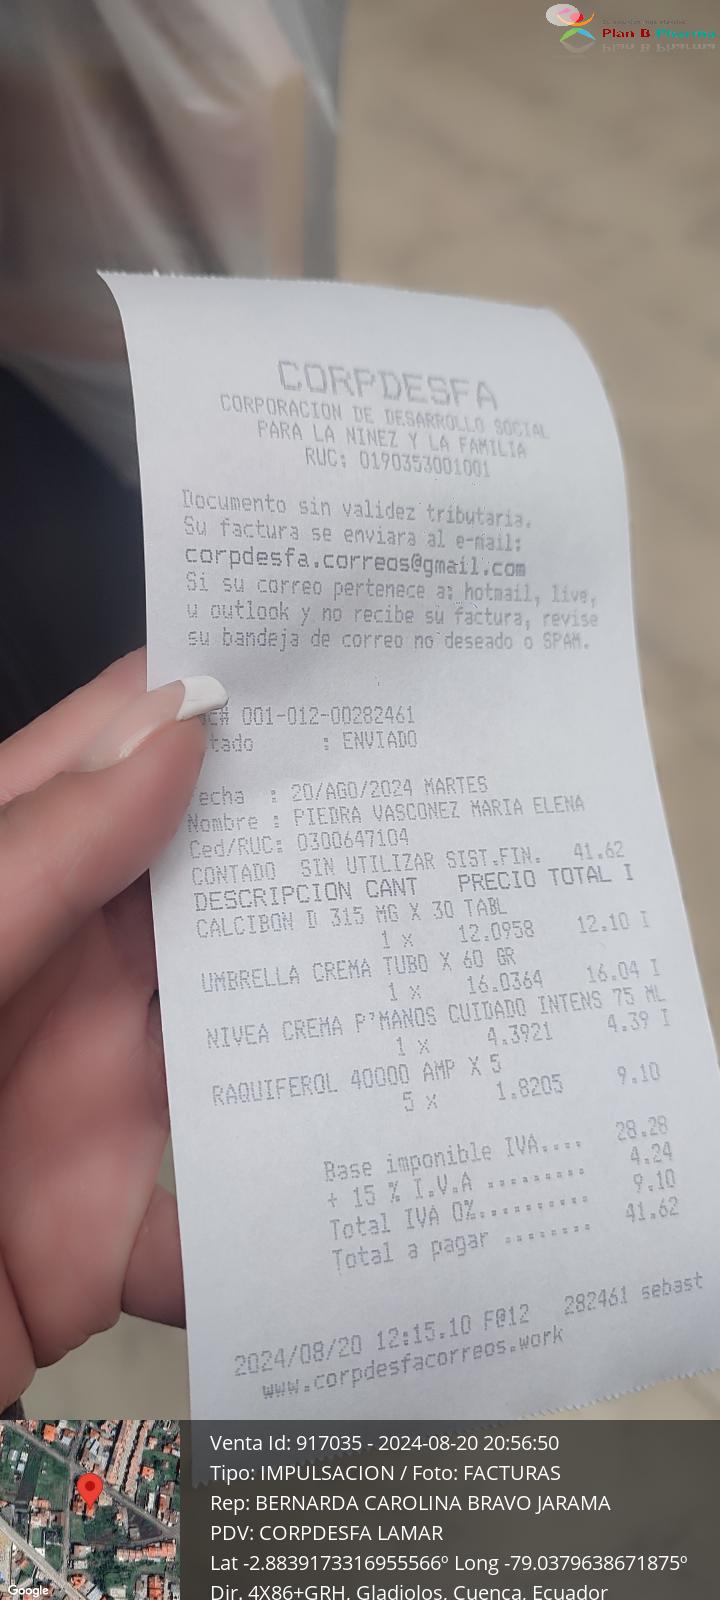 Plan B Pharma
CORPDESFA
CORPORACION DE DESARROLLO SOCIAL
PARA LA NINEZ Y LA FAMILIA
RUC: 0190353001001
Documento sin validez tributaria.
Su factura se enviara al e-mail:
corpdesfa.correos@gmail.com
Si su correo pertenece a: hotmail, live,
u outlook y no recibe su factura, revise
su bandeja de correo no deseado o SPAM.
# 001-012-00282461
tado : ENVIADO
echa : 20/AGO/2024 MARTES
Nombre : PIEDRA VASCONEZ MARIA ELENA
Ced/RUC: 0300647104
CONTADO SIN UTILIZAR SIST.FIN. 41.62
DESCRIPCION CANT PRECIO TOTAL I
CALCIBON D 315 MG X 30 TABL
1 x 12.0958 12.10 I
UMBRELLA CREMA TUBO X 60 GR
1 x 16.0364 16.04 I
NIVEA CREMA P'MANOS CUIDADO INTENS 75 ML
1 x 4.3921 4.39 I
RAQUIFEROL 40000 AMP X 5
5 x 1.8205 9.10
Base imponible IVA.... 28.28
+ 15 % I.V.A ......... 4.24
Total IVA 0%.......... 9.10
Total a pagar ........ 41.62
2024/08/20 12:15.10 F@12 282461 sebast
www.corpdesfacorreos.work
Venta Id: 917035 - 2024-08-20 20:56:50
Tipo: IMPULSACION / Foto: FACTURAS
Rep: BERNARDA CAROLINA BRAVO JARAMA
PDV: CORPDESFA LAMAR
Lat -2.8839173316955566º Long -79.0379638671875º
Dir. 4X86+GRH, Gladiolos, Cuenca, Ecuador
Google